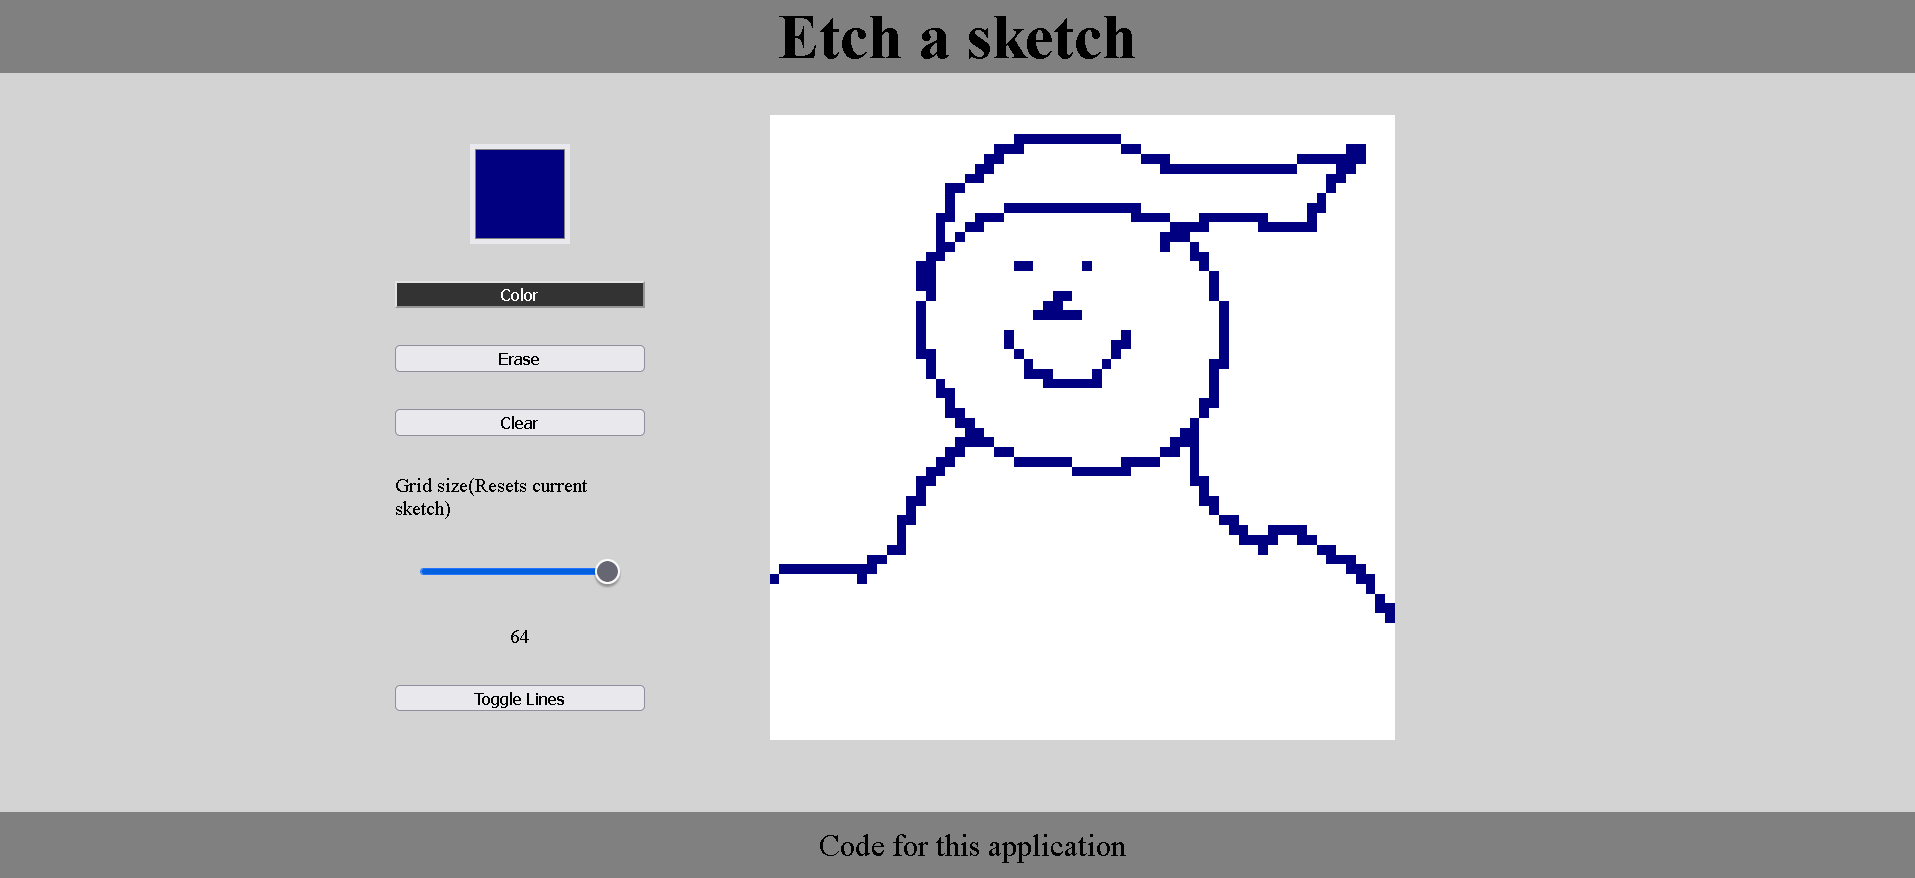 Etch a sketch
Color
Erase
Clear
Grid size(Resets current
sketch)
64
Toggle Lines
Code for this application